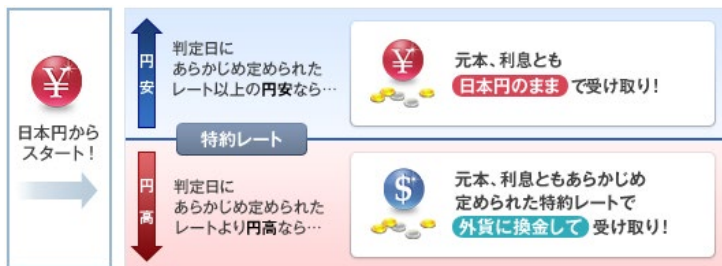 ¥
日本円から
スタート！
円安
判定日に
あらかじめ定められた
レート以上の円安なら…
¥
元本、利息とも
日本円のまま で受け取り！
特約レート
円高
判定日に
あらかじめ定められた
レートより円高なら…
$
元本、利息ともあらかじめ
定められた特約レートで
外貨に換金して 受け取り！